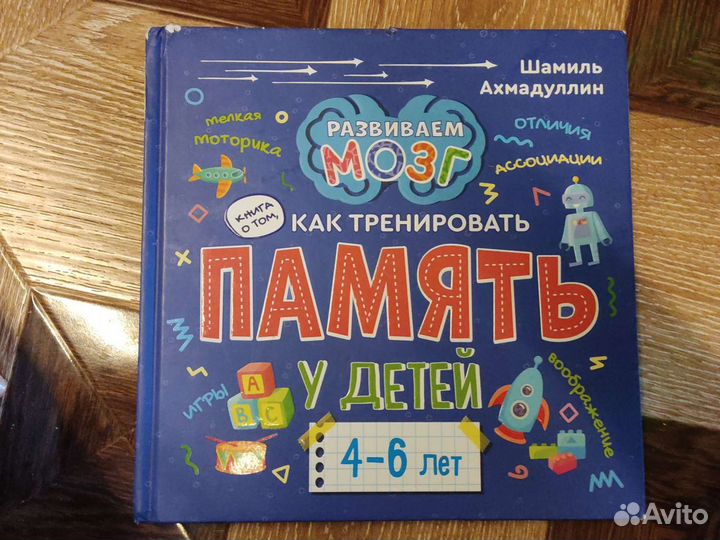 Шамиль
Ахмадуллин
РАЗВИВАЕМ
МОЗГ
мелкая
моторика
ОТЛИЧИЯ
АССОЦИАЦИИ
КНИГА
О ТОМ,
КАК ТРЕНИРОВАТЬ
ПАМЯТЬ
У ДЕТЕЙ
ИГРЫ
A
B C
воображение
4–6 лет
Avito